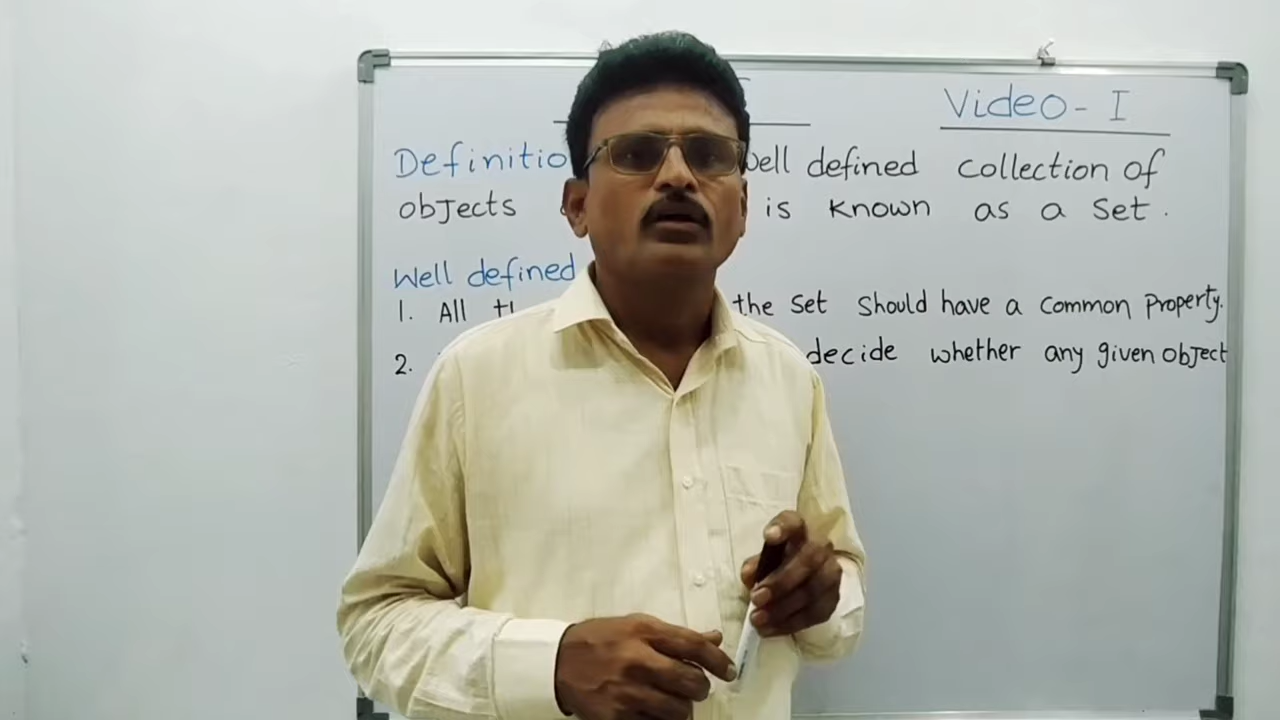 Video - I
Definitio well defined collection of
objects is known as a set.
Well defined
1. All the set should have a common property.
2. decide whether any given object